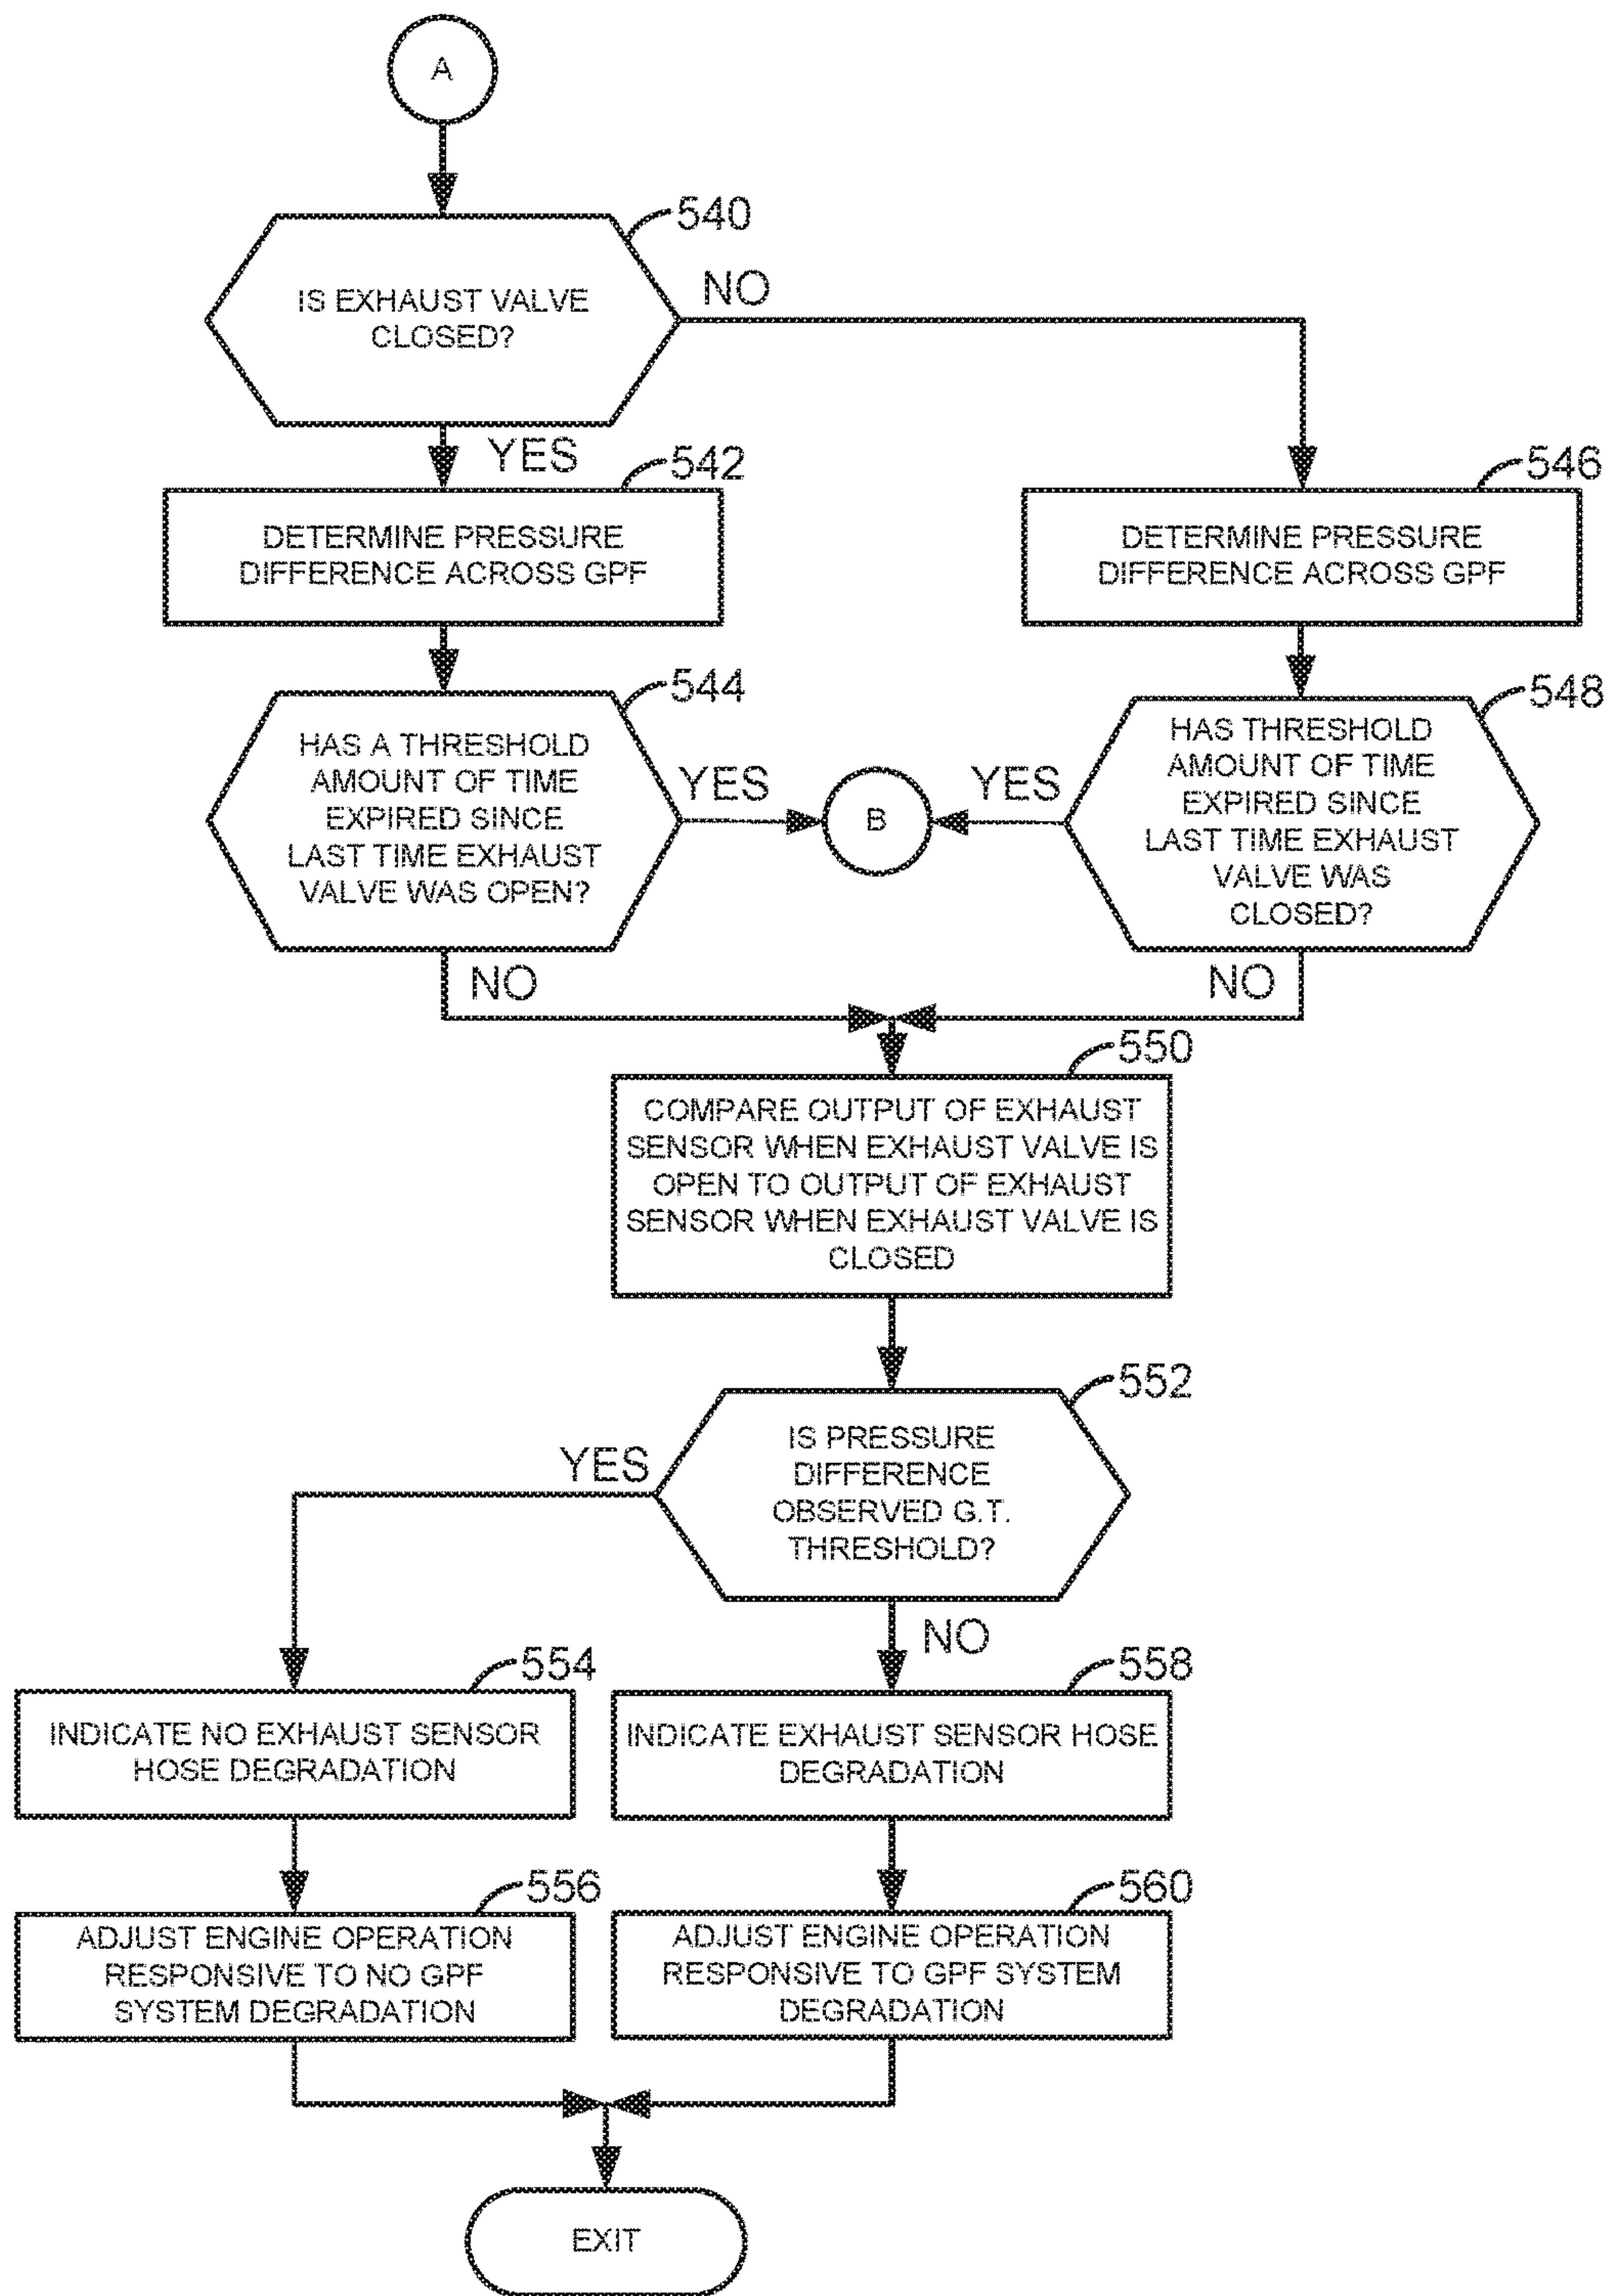 A
540
IS EXHAUST VALVE
CLOSED?
NO
YES
542
DETERMINE PRESSURE
DIFFERENCE ACROSS GPF
546
DETERMINE PRESSURE
DIFFERENCE ACROSS GPF
544
HAS A THRESHOLD
AMOUNT OF TIME
EXPIRED SINCE
LAST TIME EXHAUST
VALVE WAS OPEN?
YES
B
YES
548
HAS THRESHOLD
AMOUNT OF TIME
EXPIRED SINCE
LAST TIME EXHAUST
VALVE WAS
CLOSED?
NO
NO
550
COMPARE OUTPUT OF EXHAUST
SENSOR WHEN EXHAUST VALVE IS
OPEN TO OUTPUT OF EXHAUST
SENSOR WHEN EXHAUST VALVE IS
CLOSED
552
IS PRESSURE
DIFFERENCE
OBSERVED G.T.
THRESHOLD?
YES
NO
554
INDICATE NO EXHAUST SENSOR
HOSE DEGRADATION
558
INDICATE EXHAUST SENSOR HOSE
DEGRADATION
556
ADJUST ENGINE OPERATION
RESPONSIVE TO NO GPF
SYSTEM DEGRADATION
560
ADJUST ENGINE OPERATION
RESPONSIVE TO GPF SYSTEM
DEGRADATION
EXIT